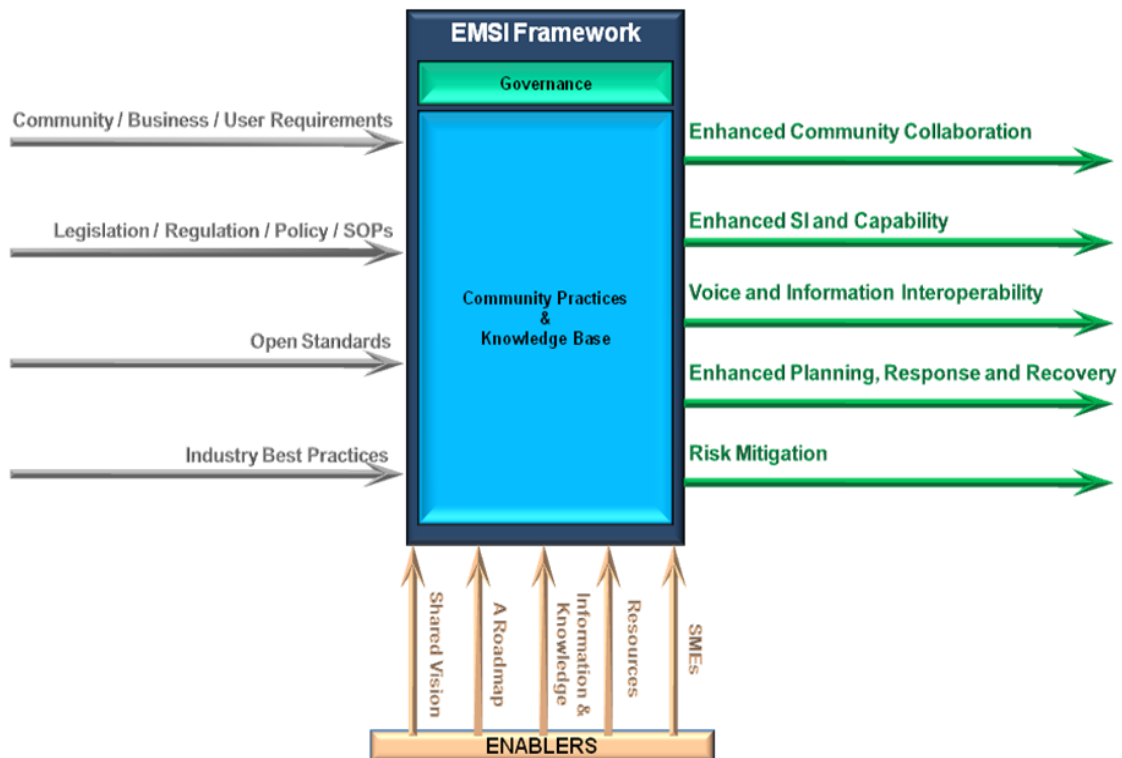 EMSI Framework
Governance
Community / Business / User Requirements
Legislation / Regulation / Policy / SOPs
Open Standards
Industry Best Practices
Community Practices
&
Knowledge Base
Enhanced Community Collaboration
Enhanced SI and Capability
Voice and Information Interoperability
Enhanced Planning, Response and Recovery
Risk Mitigation
Shared Vision
A Roadmap
Information &
Knowledge
Resources
SMEs
ENABLERS